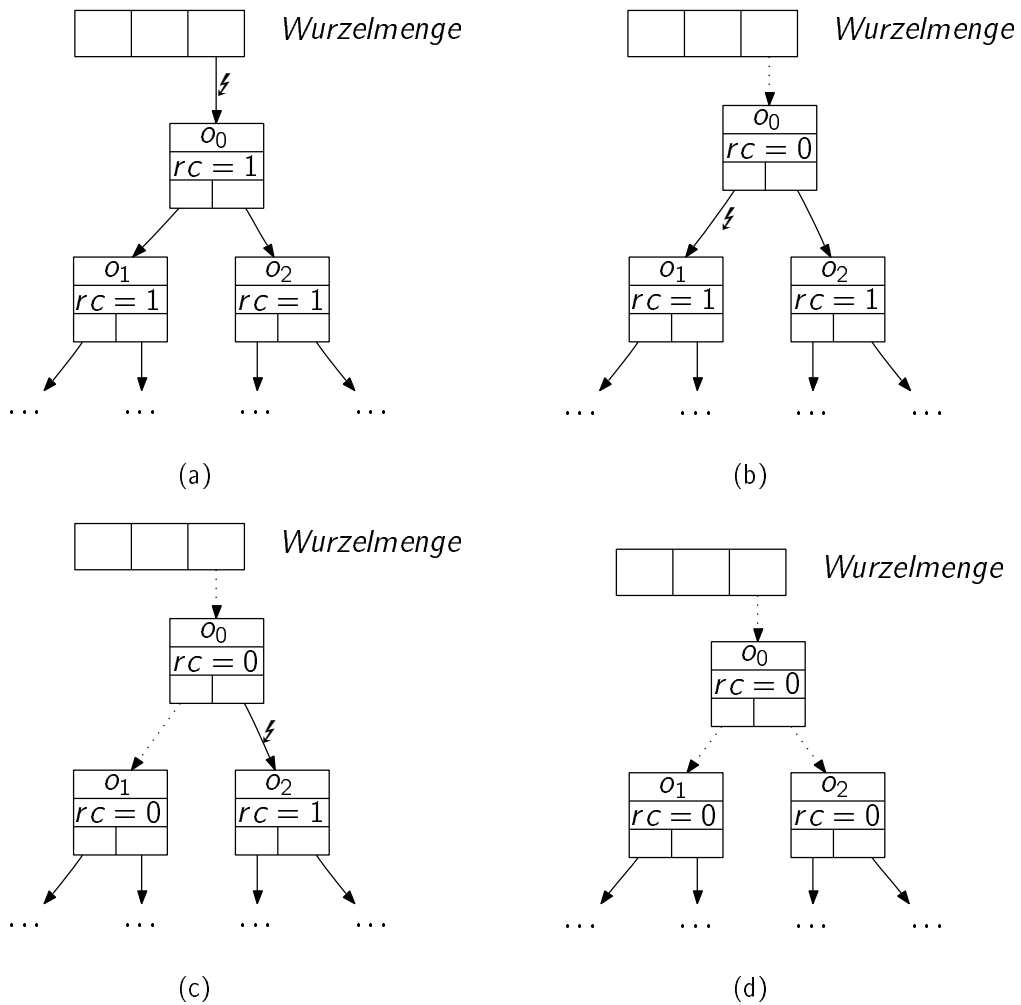 Wurzelmenge
o₀
rc = 1
o₁
rc = 1
o₂
rc = 1
... ... ... ...
(a)
Wurzelmenge
o₀
rc = 0
o₁
rc = 1
o₂
rc = 1
... ... ... ...
(b)
Wurzelmenge
o₀
rc = 0
o₁
rc = 0
o₂
rc = 1
... ... ... ...
(c)
Wurzelmenge
o₀
rc = 0
o₁
rc = 0
o₂
rc = 0
... ... ... ...
(d)